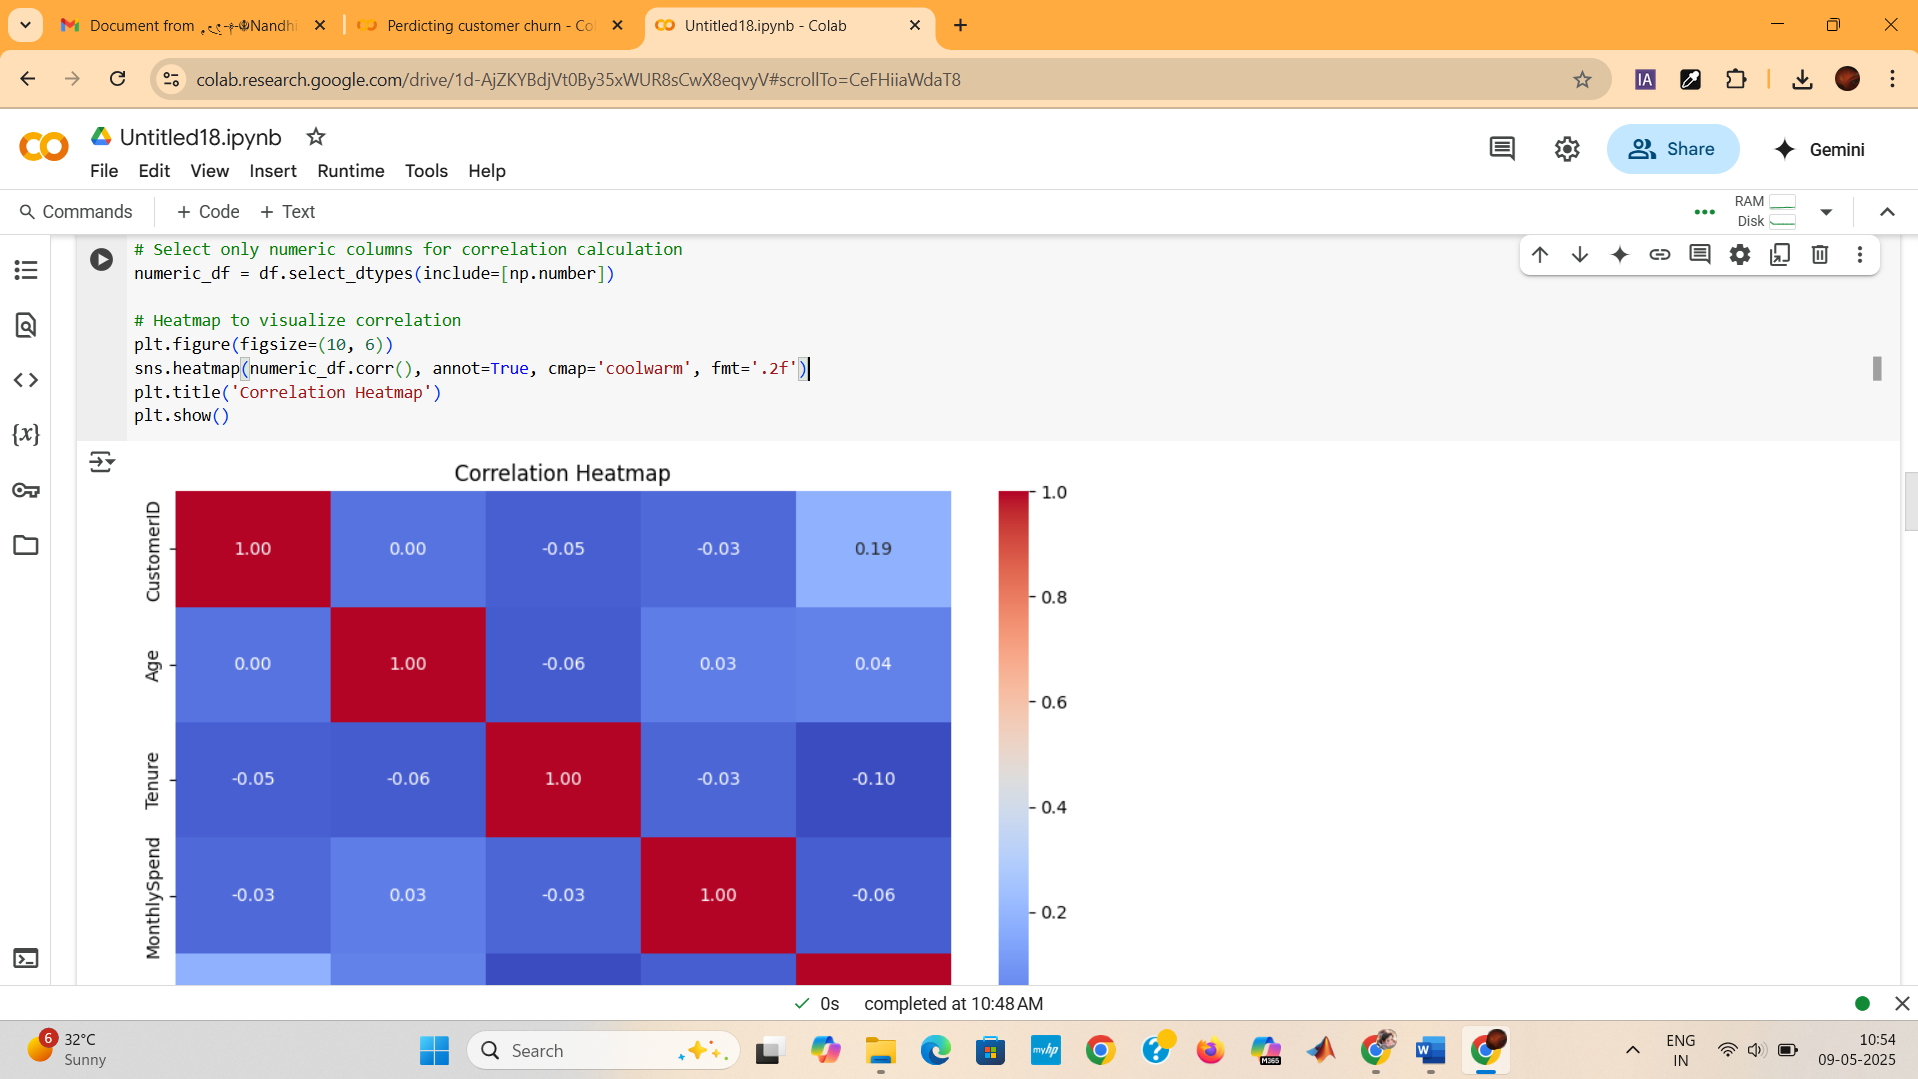 Document from Nandhi
Perdicting customer churn - Co
Untitled18.ipynb - Colab
colab.research.google.com/drive/1d-AjZKYBdjVt0By35xWUR8sCwX8eqvyV#scrollTo=CeFHiiaWdaT8
IA
CO
Untitled18.ipynb
File Edit View Insert Runtime Tools Help
Share
Gemini
Commands
+ Code + Text
RAM
Disk
# Select only numeric columns for correlation calculation
numeric_df = df.select_dtypes(include=[np.number])
# Heatmap to visualize correlation
plt.figure(figsize=(10, 6))
sns.heatmap(numeric_df.corr(), annot=True, cmap='coolwarm', fmt='.2f')
plt.title('Correlation Heatmap')
plt.show()
{x}
Correlation Heatmap
CustomerID 1.00 0.00 -0.05 -0.03 0.19
Age 0.00 1.00 -0.06 0.03 0.04
Tenure -0.05 -0.06 1.00 -0.03 -0.10
MonthlySpend -0.03 0.03 -0.03 1.00 -0.06
1.0
0.8
0.6
0.4
0.2
0s completed at 10:48 AM
6
32°C
Sunny
Search
myhp
M365
ENG
IN
10:54
09-05-2025